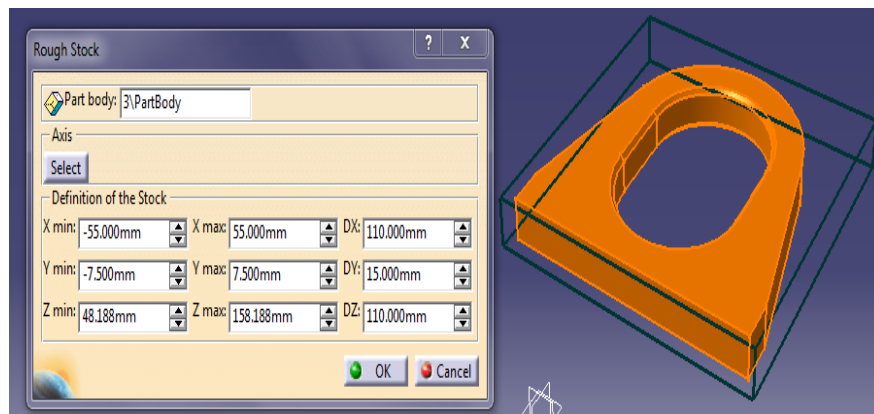 Rough Stock ? X
Part body: 3\PartBody
Axis
Select
Definition of the Stock
X min: -55.000mm X max: 55.000mm DX: 110.000mm
Y min: -7.500mm Y max: 7.500mm DY: 15.000mm
Z min: 48.188mm Z max: 158.188mm DZ: 110.000mm
OK Cancel